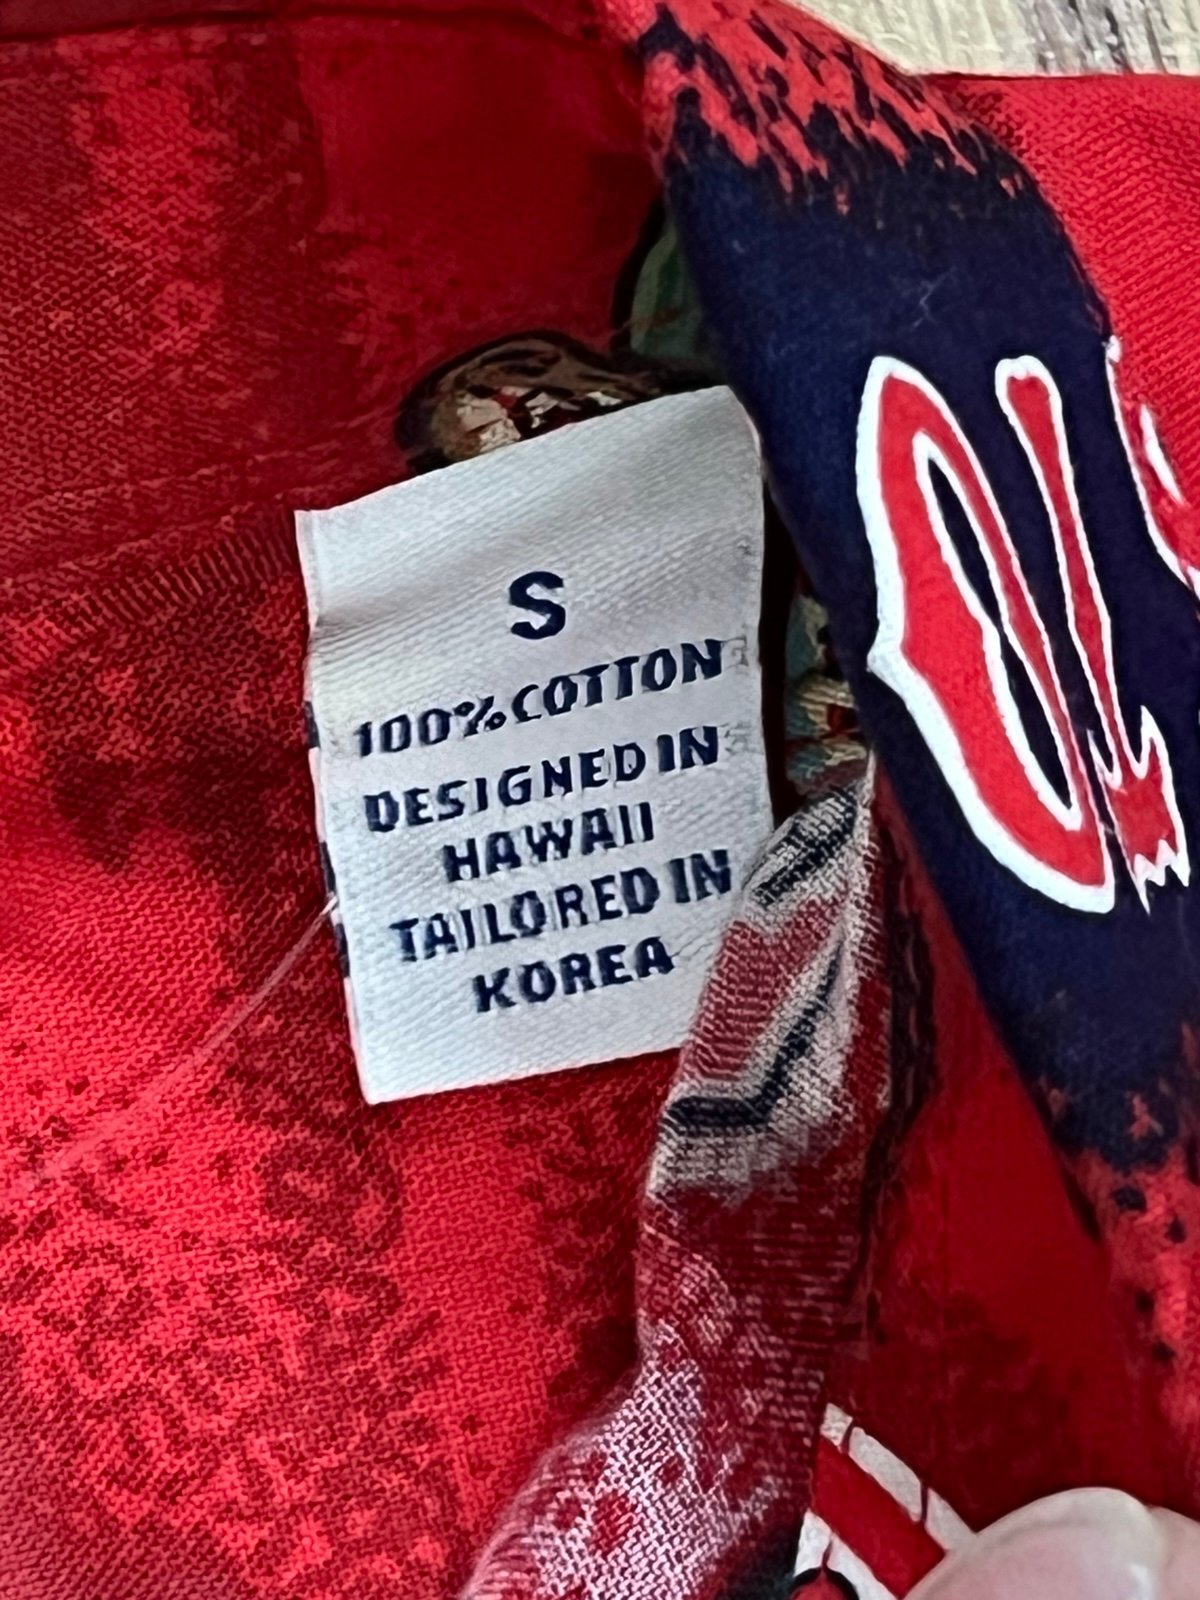 S
100% COTTON
DESIGNED IN
HAWAII
TAILORED IN
KOREA